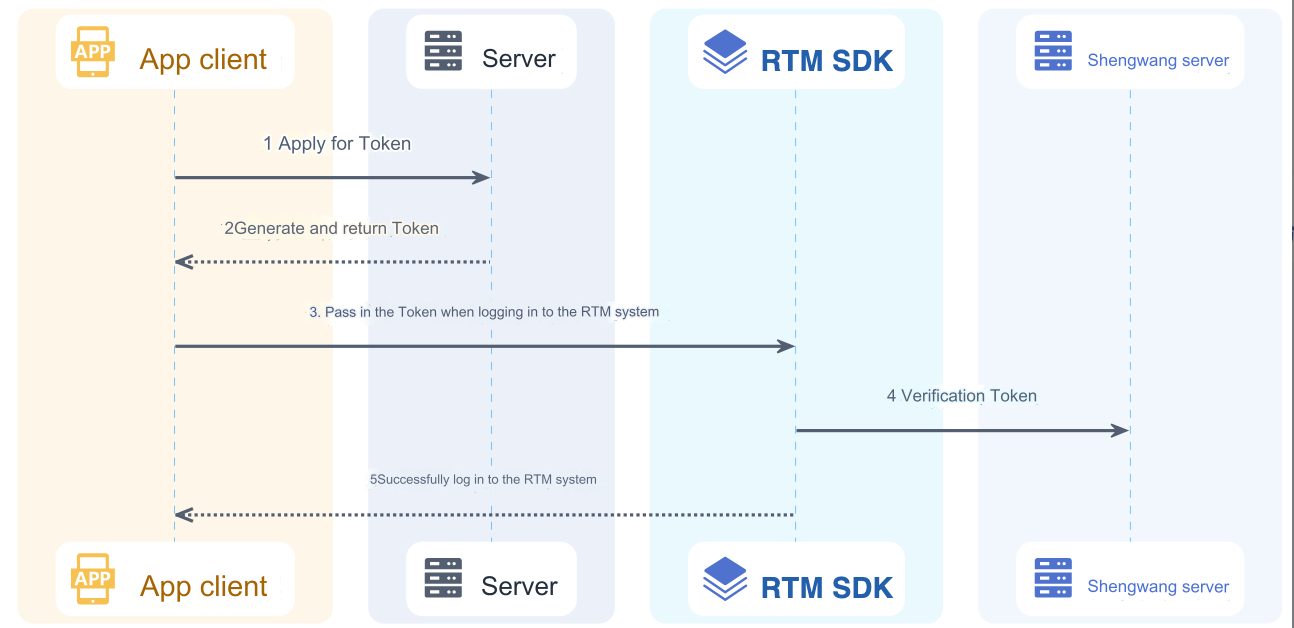 APP App client
Server
RTM SDK
Shengwang server
1 Apply for Token
2Generate and return Token
3. Pass in the Token when logging in to the RTM system
4 Verification Token
5Successfully log in to the RTM system
APP App client
Server
RTM SDK
Shengwang server